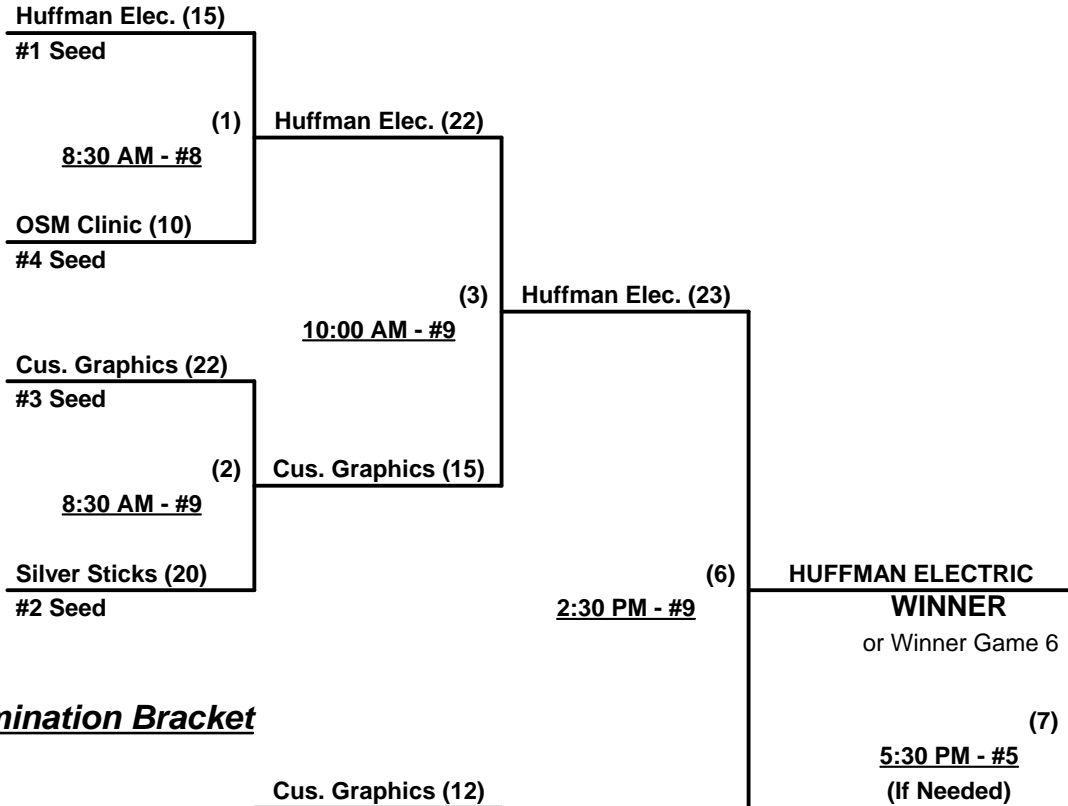 Huffman Elec. (15)
#1 Seed
(1)
Huffman Elec. (22)
8:30 AM - #8
OSM Clinic (10)
#4 Seed
(3)
Huffman Elec. (23)
10:00 AM - #9
Cus. Graphics (22)
#3 Seed
(2)
Cus. Graphics (15)
8:30 AM - #9
Silver Sticks (20)
#2 Seed
(6)
HUFFMAN ELECTRIC
2:30 PM - #9
WINNER
or Winner Game 6
mination Bracket
(7)
5:30 PM - #5
Cus. Graphics (12)
(If Needed)